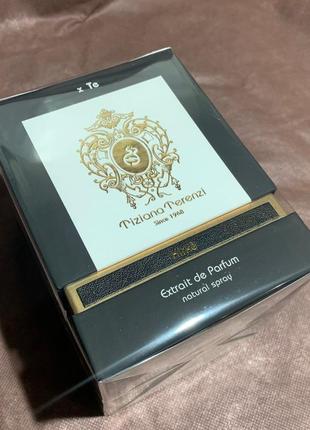 x Te
Tiziana Terenzi
Since 1968
Extrait de Parfum
natural spray